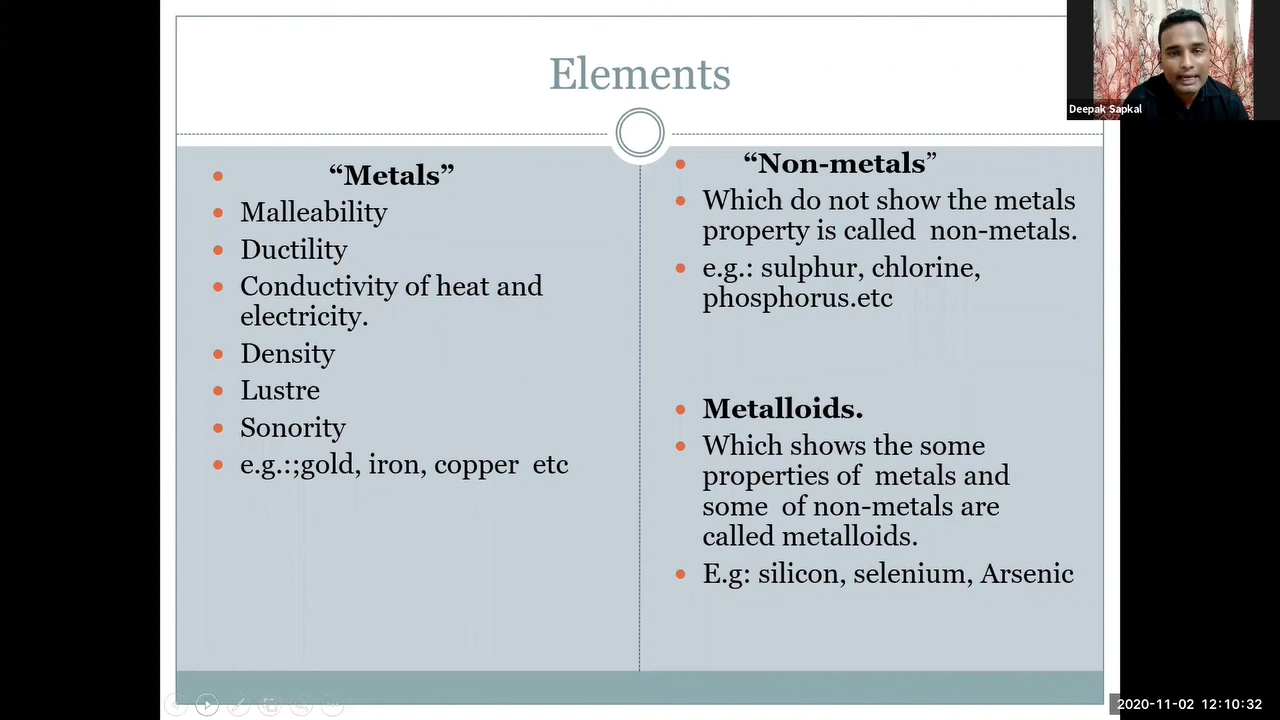 Elements
“Metals”
Malleability
Ductility
Conductivity of heat and
electricity.
Density
Lustre
Sonority
e.g.:;gold, iron, copper  etc
“Non-metals”
Which do not show the metals
property is called  non-metals.
e.g.: sulphur, chlorine,
phosphorus.etc
Metalloids.
Which shows the some
properties of  metals and
some  of non-metals are
called metalloids.
E.g: silicon, selenium, Arsenic
Deepak Sapkal
2020-11-02  12:10:32